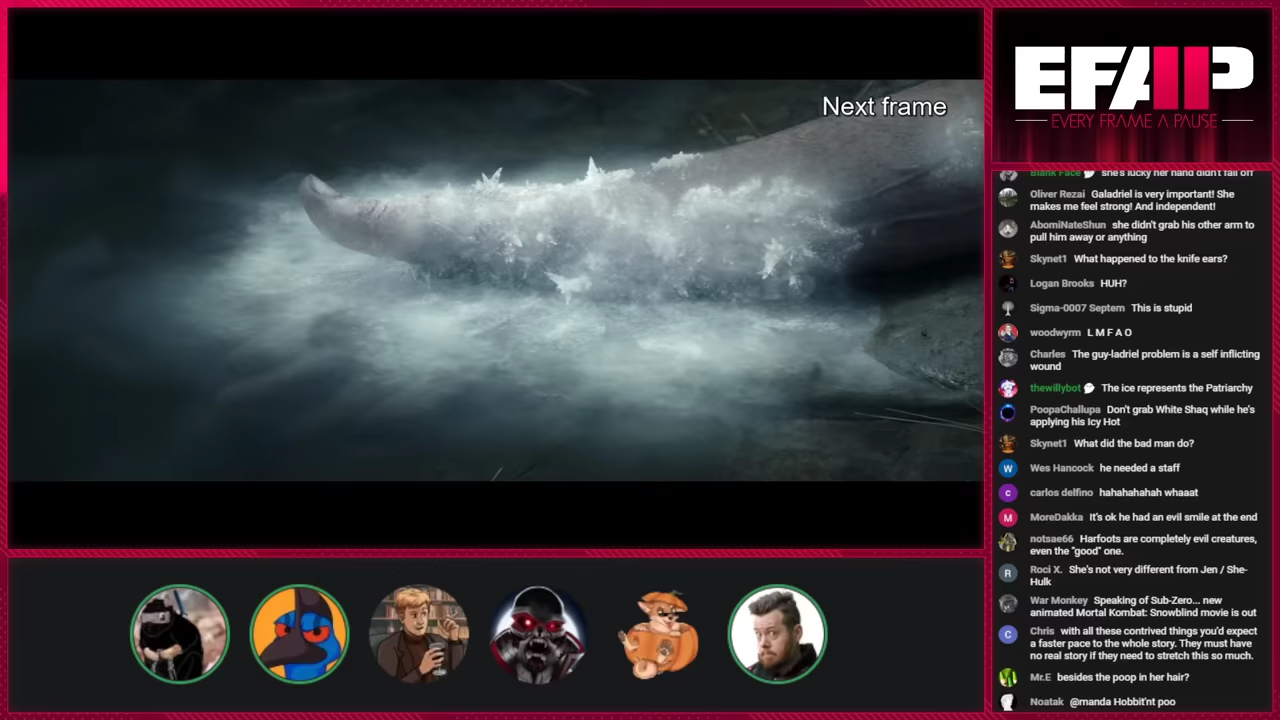 Next frame
EFAP
EVERY FRAME A PAUSE
Blank Face she's lucky her hand didn't fall off
Oliver Rezai Galadriel is very important! She
makes me feel strong! And independent!
AbomiNateShun she didn't grab his other arm to
pull him away or anything
Skynet1 What happened to the knife ears?
Logan Brooks HUH?
Sigma-0007 Septem This is stupid
woodwyrm L M F A O
Charles The guy-ladriel problem is a self inflicting
wound
thewillybot The ice represents the Patriarchy
PoopaChallupa Don't grab White Shaq while he's
applying his Icy Hot
Skynet1 What did the bad man do?
W Wes Hancock he needed a staff
c carlos delfino hahahahahah whaaat
M MoreDakka It's ok he had an evil smile at the end
notsae66 Harfoots are completely evil creatures,
even the "good" one.
R Roci X. She's not very different from Jen / She-
Hulk
War Monkey Speaking of Sub-Zero... new
animated Mortal Kombat: Snowblind movie is out
C Chris with all these contrived things you'd expect
a faster pace to the whole story. They must have
no real story if they need to stretch this so much.
Mr.E besides the poop in her hair?
Noatak @manda Hobbit'nt poo